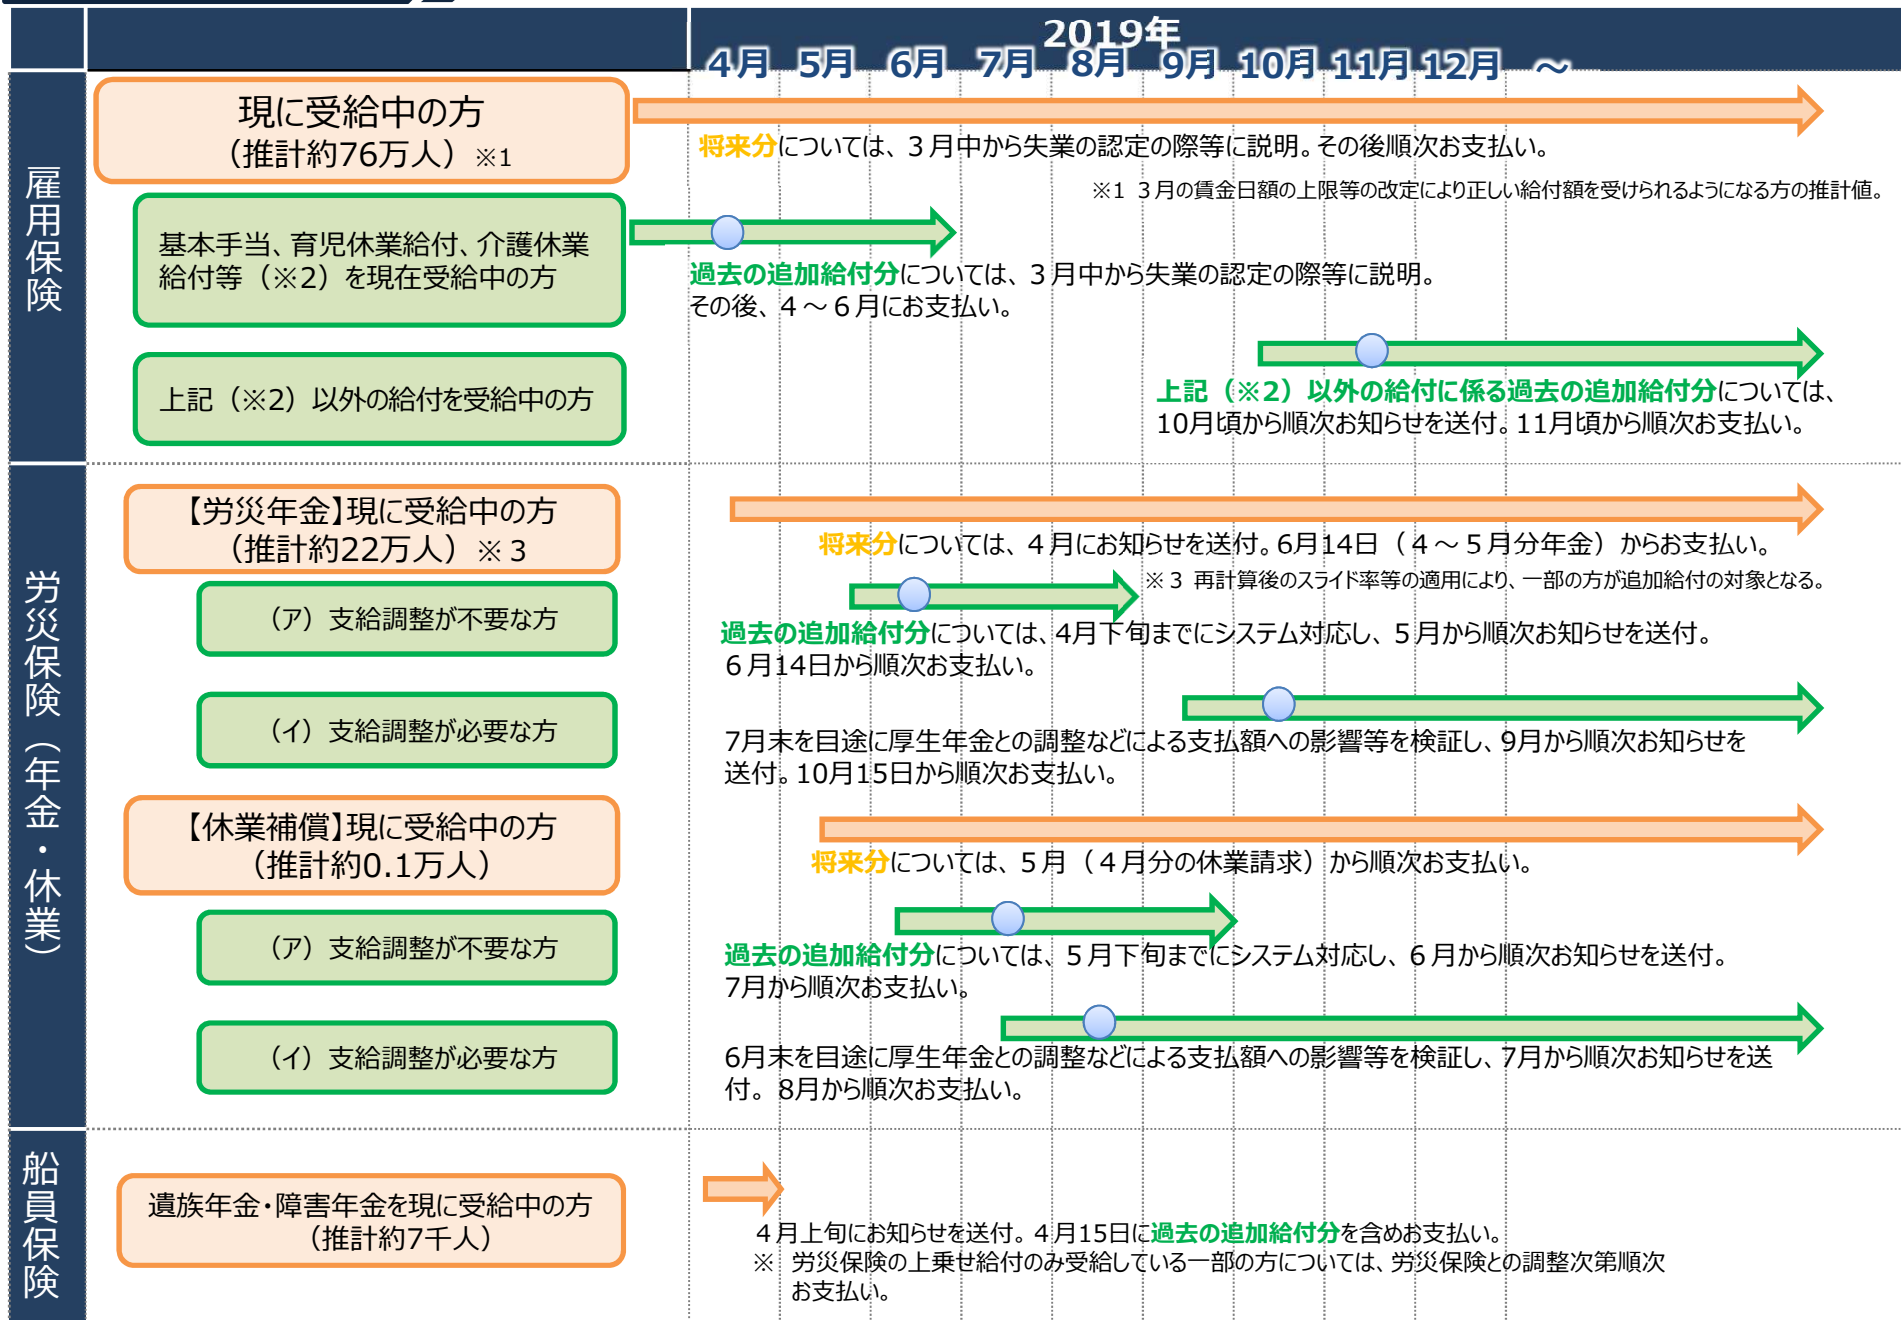 2019年
4月 5月 6月 7月 8月 9月 10月 11月 12月 ～
雇用保険
現に受給中の方
（推計約76万人）※1
将来分については、３月中から失業の認定の際等に説明。その後順次お支払い。
※1 ３月の賃金日額の上限等の改定により正しい給付額を受けられるようになる方の推計値。
基本手当、育児休業給付、介護休業
給付等（※2）を現在受給中の方
過去の追加給付分については、３月中から失業の認定の際等に説明。
その後、４～６月にお支払い。
上記（※2）以外の給付を受給中の方
上記（※2）以外の給付に係る過去の追加給付分については、
10月頃から順次お知らせを送付。11月頃から順次お支払い。
労災保険（年金・休業）
【労災年金】現に受給中の方
（推計約22万人）※３
将来分については、４月にお知らせを送付。6月14日（４～５月分年金）からお支払い。
※３ 再計算後のスライド率等の適用により、一部の方が追加給付の対象となる。
（ア）支給調整が不要な方
過去の追加給付分については、4月下旬までにシステム対応し、５月から順次お知らせを送付。
６月14日から順次お支払い。
（イ）支給調整が必要な方
7月末を目途に厚生年金との調整などによる支払額への影響等を検証し、9月から順次お知らせを
送付。10月15日から順次お支払い。
【休業補償】現に受給中の方
（推計約0.1万人）
将来分については、５月（４月分の休業請求）から順次お支払い。
（ア）支給調整が不要な方
過去の追加給付分については、５月下旬までにシステム対応し、６月から順次お知らせを送付。
7月から順次お支払い。
（イ）支給調整が必要な方
6月末を目途に厚生年金との調整などによる支払額への影響等を検証し、7月から順次お知らせを送
付。8月から順次お支払い。
船員保険
遺族年金・障害年金を現に受給中の方
（推計約7千人）
４月上旬にお知らせを送付。４月15日に過去の追加給付分を含めお支払い。
※ 労災保険の上乗せ給付のみ受給している一部の方については、労災保険との調整次第順次
お支払い。